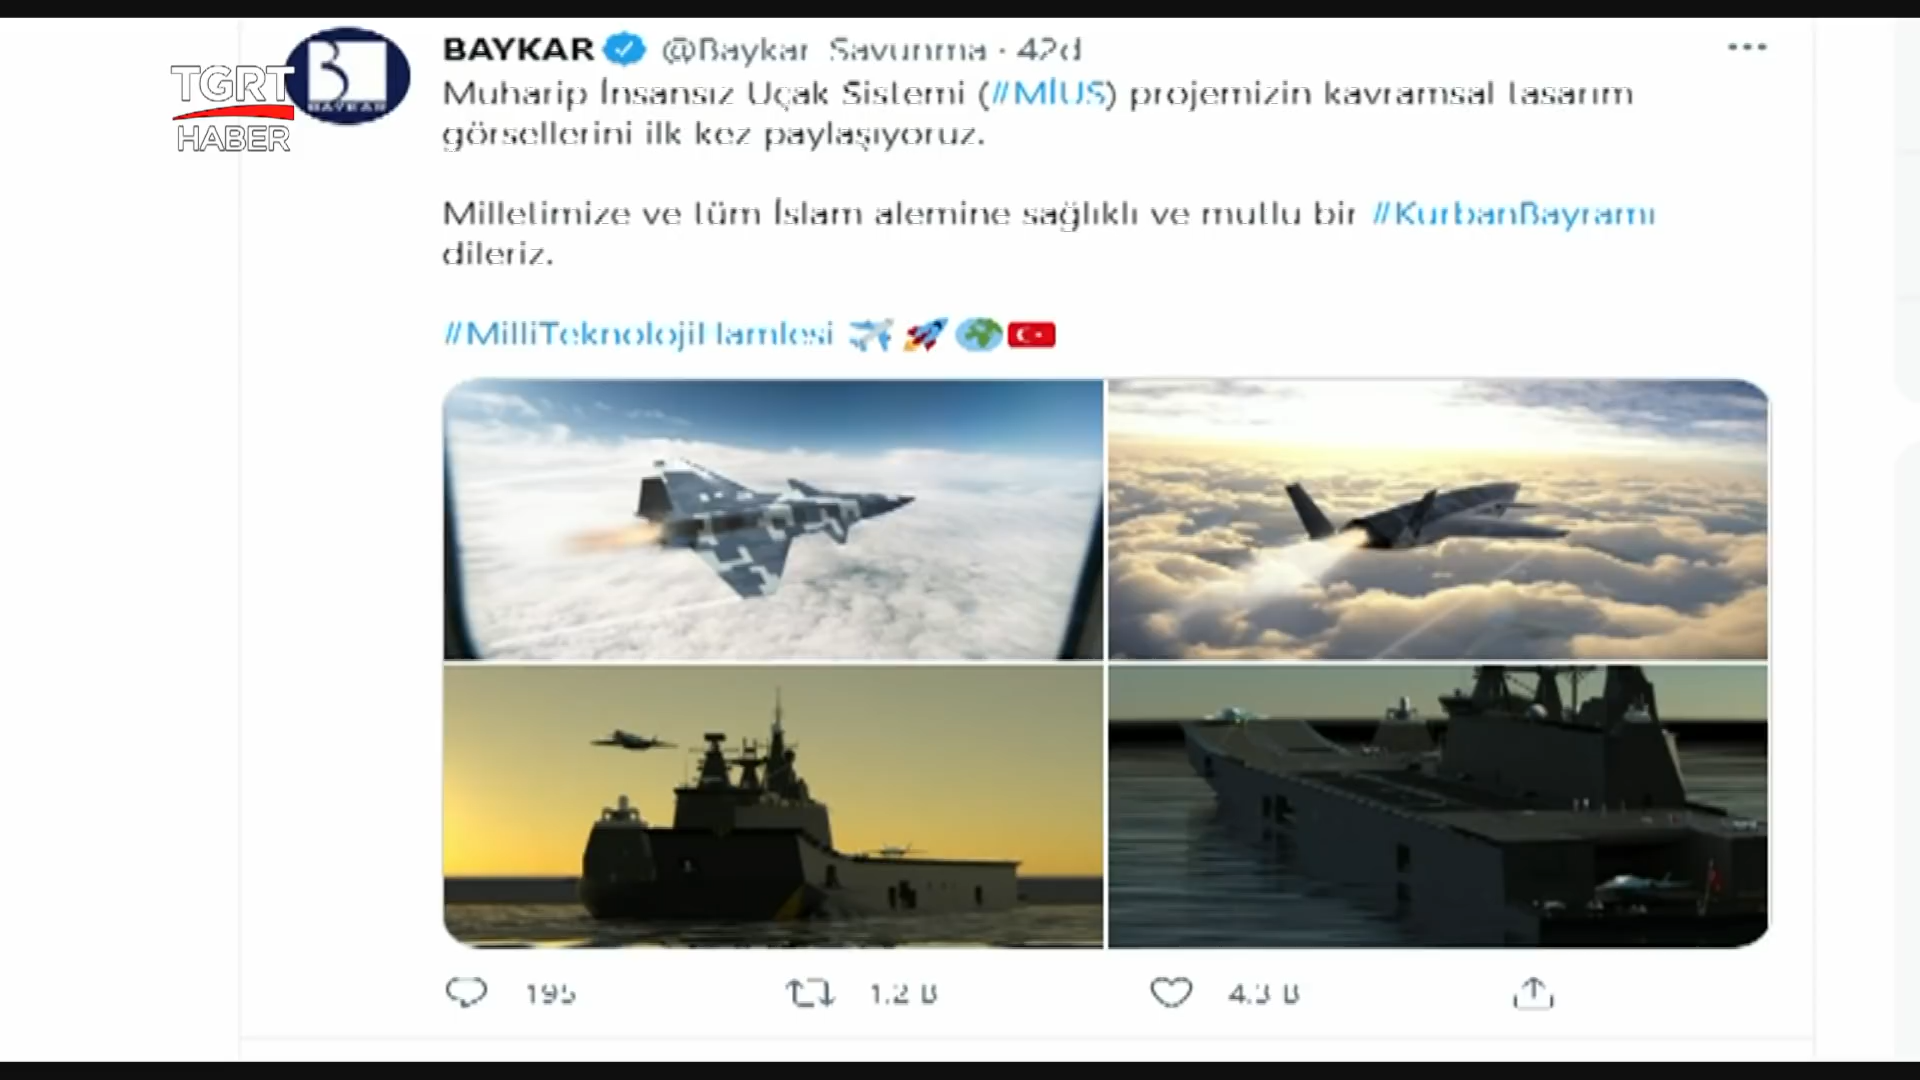 BAYKAR @Baykar_Savunma · 42d
TGRT
HABER
BAYKAR
Muharip İnsansız Uçak Sistemi (#MİUS) projemizin kavramsal tasarım
görsellerini ilk kez paylaşıyoruz.
Milletimize ve tüm İslam alemine sağlıklı ve mutlu bir #KurbanBayramı
dileriz.
#MilliTeknolojiHamlesi
195 1.2 B 4.3 B